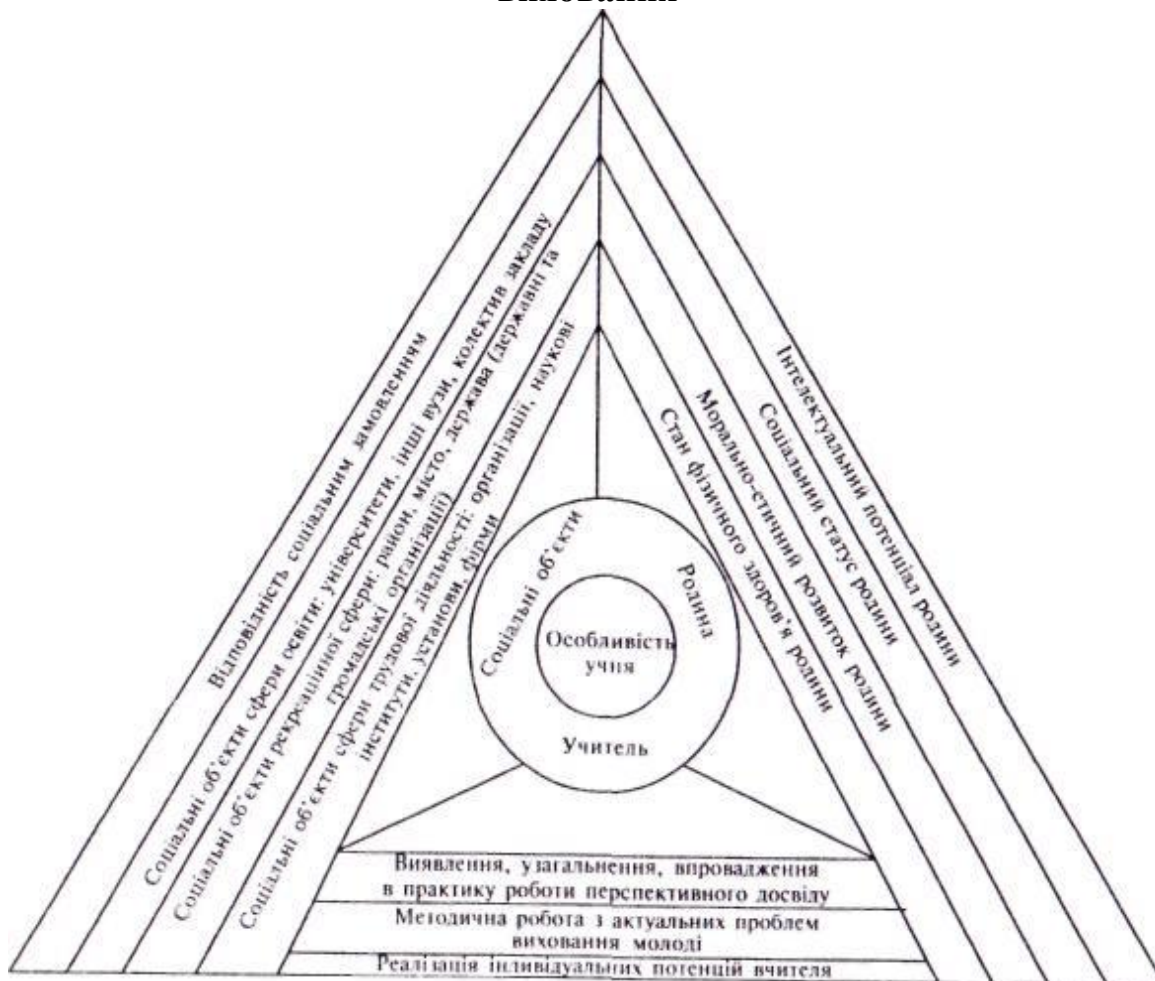 Відповідність соціальним замовленням
Соціальні об'єкти сфери освіти: університети, інші вузи, колектив закладу
Соціальні об'єкти рекреаційної сфери: район, місто, держава (державні та
громадські організації)
Соціальні об'єкти сфери трудової діяльності: організації, наукові
інститути, установи, фірми
Соціальні об'єкти
Родина
Особливість
учня
Учитель
Стан фізичного здоров'я родини
Морально-етичний розвиток родини
Соціальний статус родини
Інтелектуальний потенціал родини
Виявлення, узагальнення, впровадження
в практику роботи перспективного досвіду
Методична робота з актуальних проблем
виховання молоді
Реалізація індивідуальних потенцій вчителя